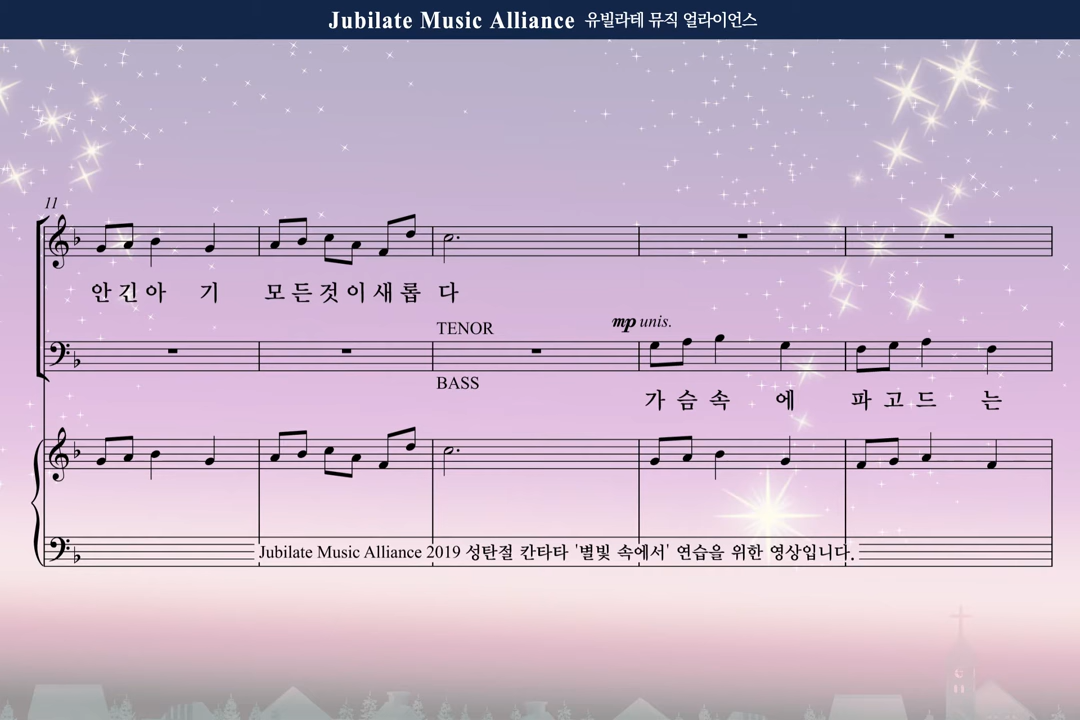 Jubilate Music Alliance 유빌라테 뮤직 얼라이언스
11
안 긴 아 기 모 든 것 이 새 롭 다
TENOR
mp unis.
BASS
가 슴 속 에 파 고 드 는
Jubilate Music Alliance 2019 성탄절 칸타타 '별빛 속에서' 연습을 위한 영상입니다.